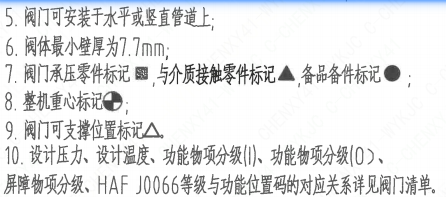 5. 阀门可安装于水平或竖直管道上;
6. 阀体最小壁厚为7.7mm;
7. 阀门承压零件标记 ▩ ,与介质接触零件标记▲,备品备件标记● ;
8. 整机重心标记;
9. 阀门可支撑位置标记△。
10. 设计压力、设计温度、功能物项分级(I)、功能物项分级(O)、
屏障物项分级、HAF J0066等级与功能位置码的对应关系详见阀门清单。